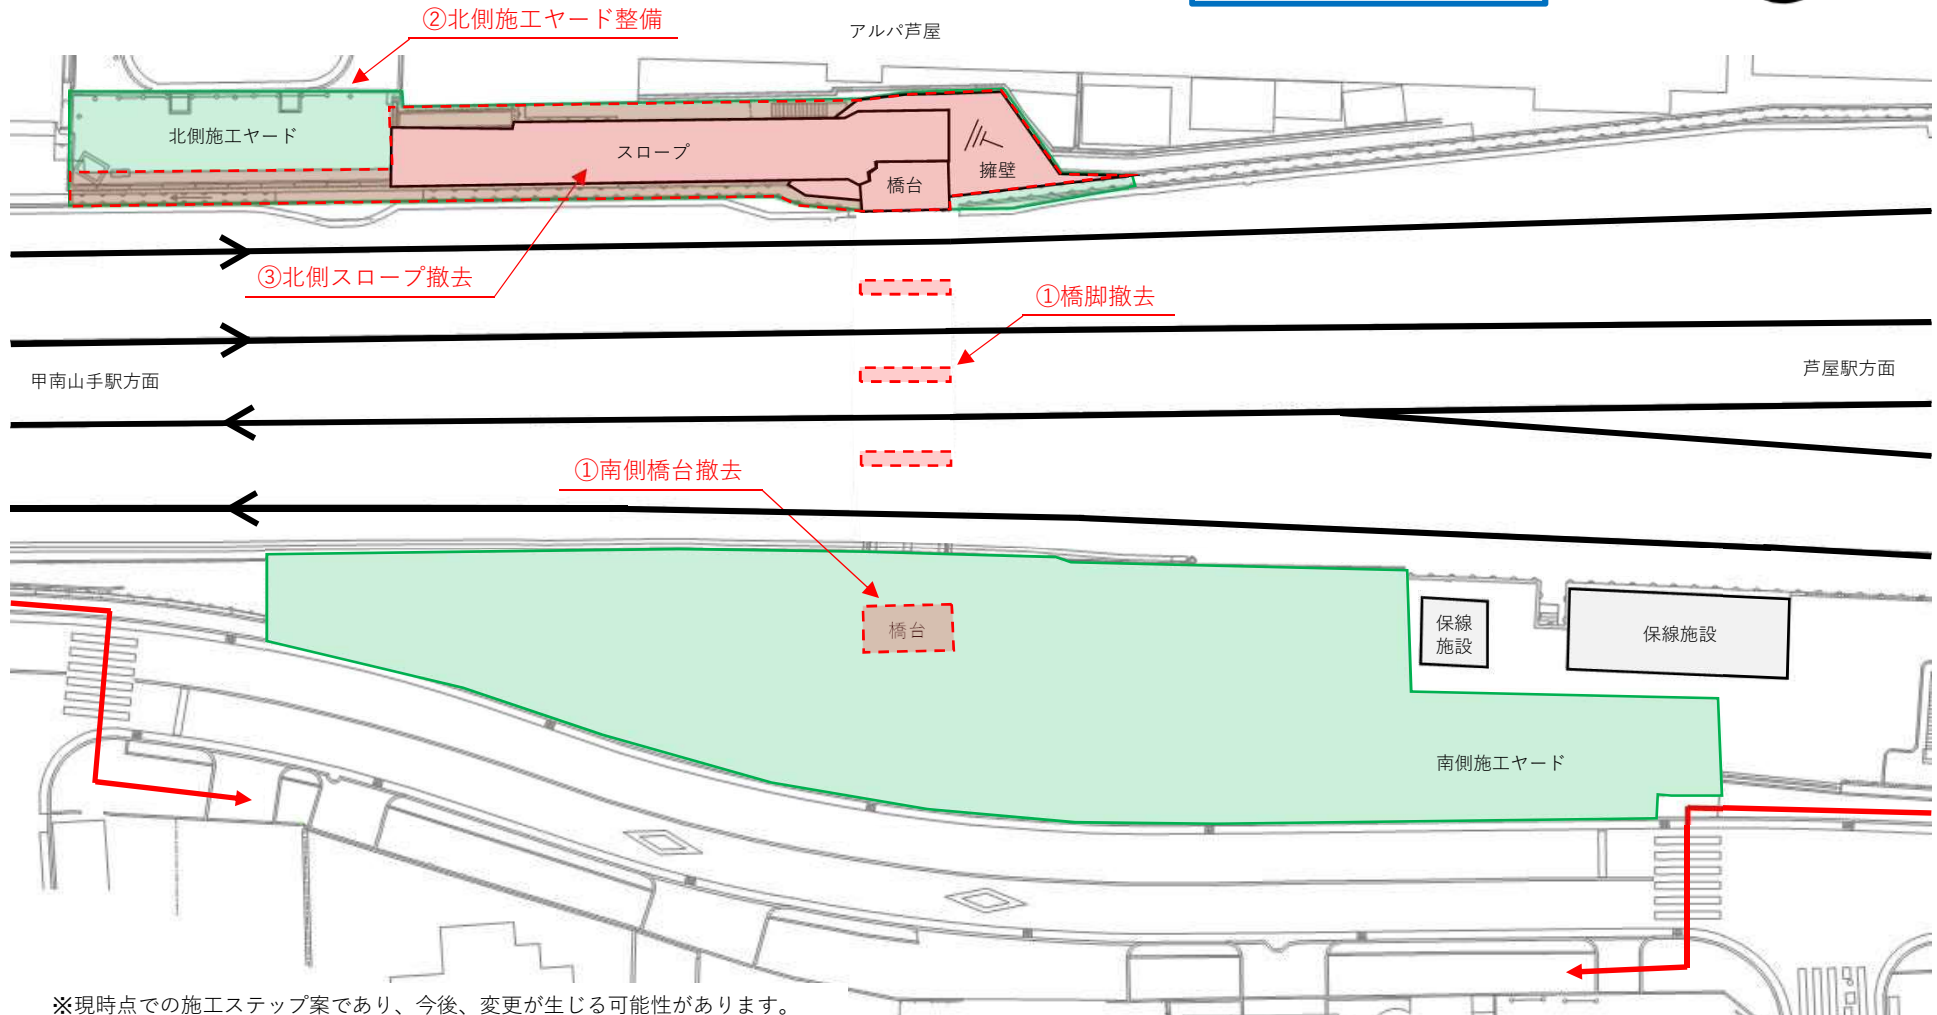 ②北側施工ヤード整備
アルパ芦屋
北側施工ヤード
スロープ
擁壁
橋台
③北側スロープ撤去
①橋脚撤去
甲南山手駅方面
芦屋駅方面
①南側橋台撤去
橋台
保線
施設
保線施設
南側施工ヤード
※現時点での施工ステップ案であり、今後、変更が生じる可能性があります。